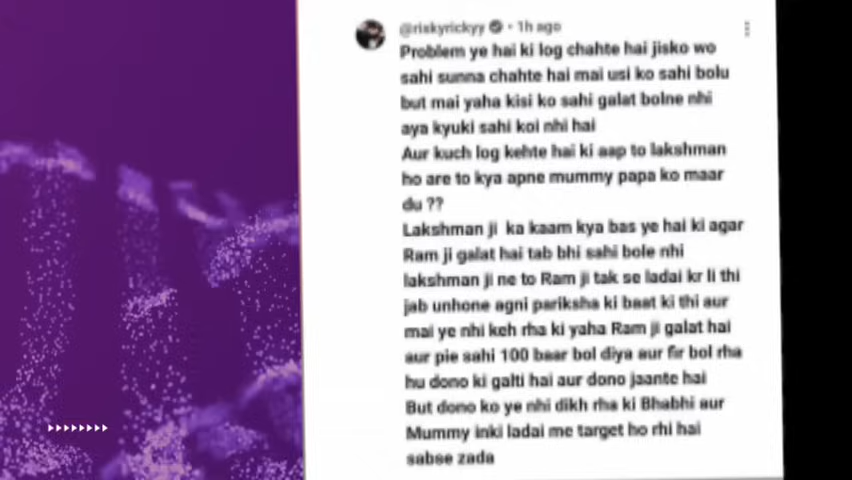 @riskyrickyy • 1h ago
Problem ye hai ki log chahte hai jisko wo
sahi sunna chahte hai mai usi ko sahi bolu
but mai yaha kisi ko sahi galat bolne nhi
aya kyuki sahi koi nhi hai
Aur kuch log kehte hai ki aap to lakshman
ho are to kya apne mummy papa ko maar
du ??
Lakshman ji ka kaam kya bas ye hai ki agar
Ram ji galat hai tab bhi sahi bole nhi
lakshman ji ne to Ram ji tak se ladai kr li thi
jab unhone agni pariksha ki baat ki thi aur
mai ye nhi keh rha ki yaha Ram ji galat hai
aur pie sahi 100 baar bol diya aur fir bol rha
hu dono ki galti hai aur dono jaante hai
But dono ko ye nhi dikh rha ki Bhabhi aur
Mummy inki ladai me target ho rhi hai
sabse zada